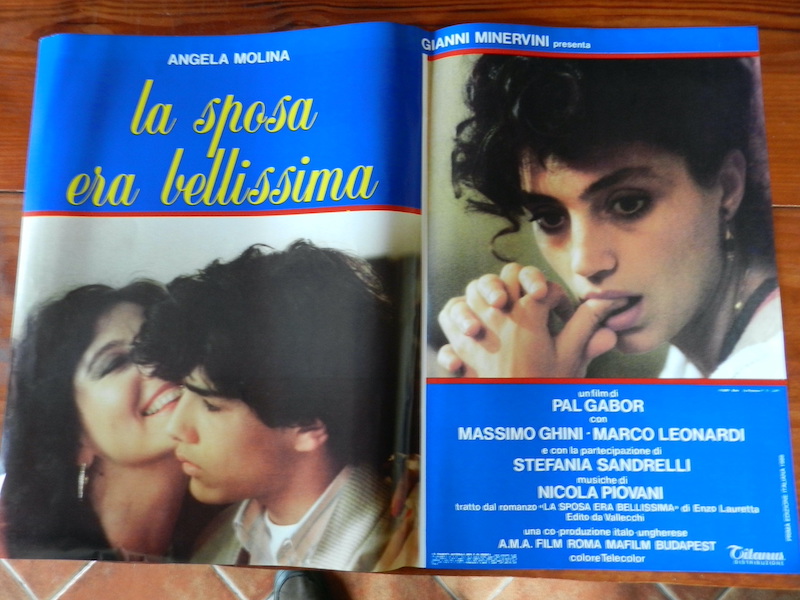 ANGELA MOLINA
la sposa
era bellissima
GIANNI MINERVINI presenta
un film di
PAL GABOR
con
MASSIMO GHINI - MARCO LEONARDI
e con la partecipazione di
STEFANIA SANDRELLI
musiche di
NICOLA PIOVANI
tratto dal romanzo "LA SPOSA ERA BELLISSIMA" di Enzo Lauretta
Edito da Vallecchi
una co-produzione italo-ungherese
A.M.A. FILM ROMA MAFILM BUDAPEST
colore Telecolor
Titanus
DISTRIBUZIONE